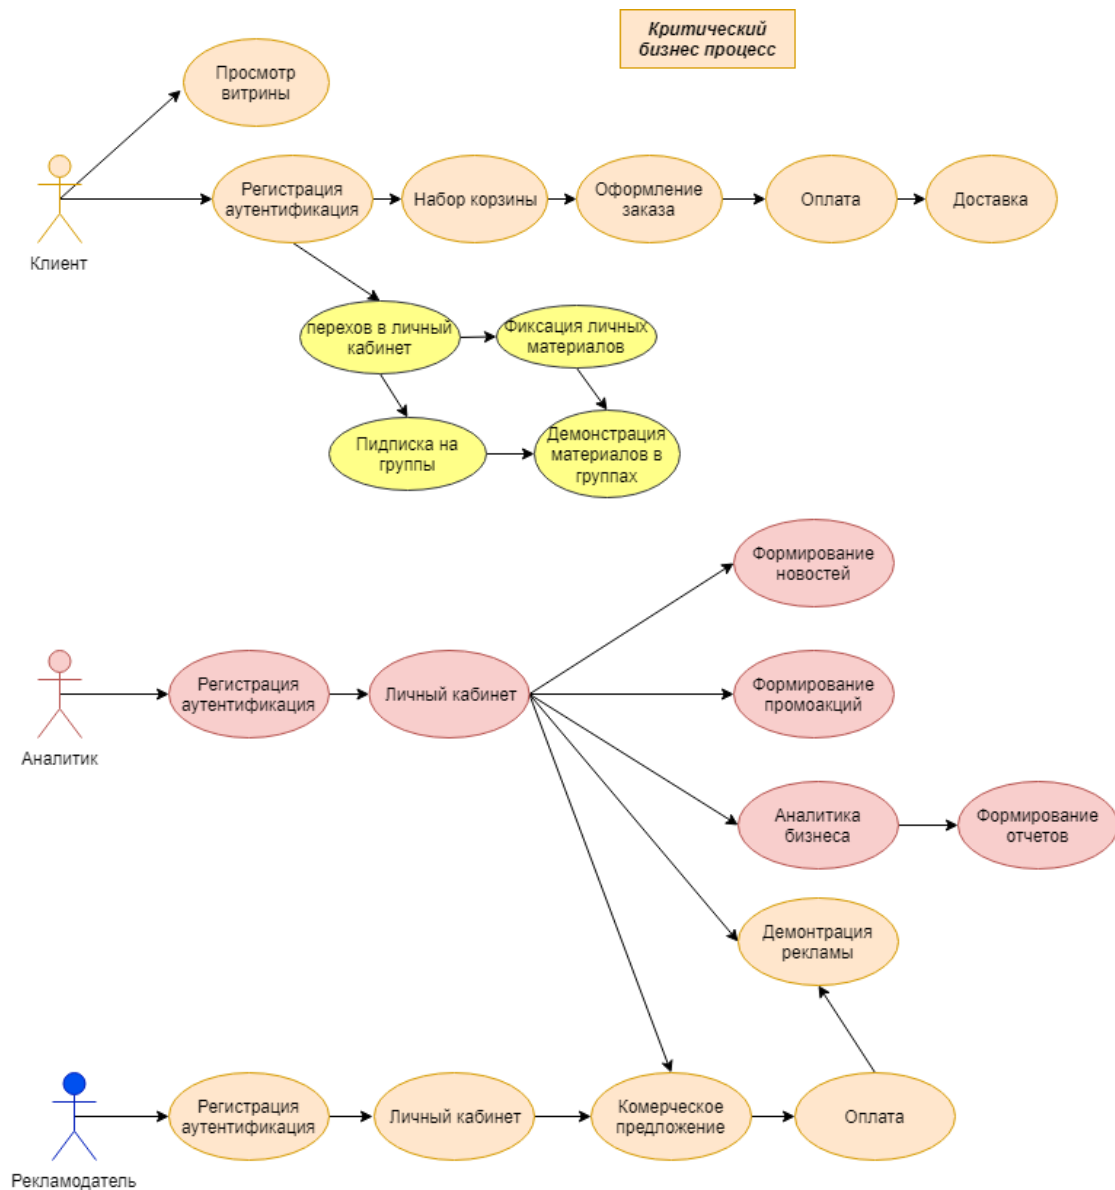 Критический
бизнес процесс
Просмотр
витрины
Клиент
Регистрация
аутентификация
Набор корзины
Оформление
заказа
Оплата
Доставка
перехов в личный
кабинет
Фиксация личных
материалов
Пидписка на
группы
Демонстрация
материалов в
группах
Формирование
новостей
Аналитик
Регистрация
аутентификация
Личный кабинет
Формирование
промоакций
Аналитика
бизнеса
Формирование
отчетов
Демонтрация
рекламы
Рекламодатель
Регистрация
аутентификация
Личный кабинет
Комерческое
предложение
Оплата